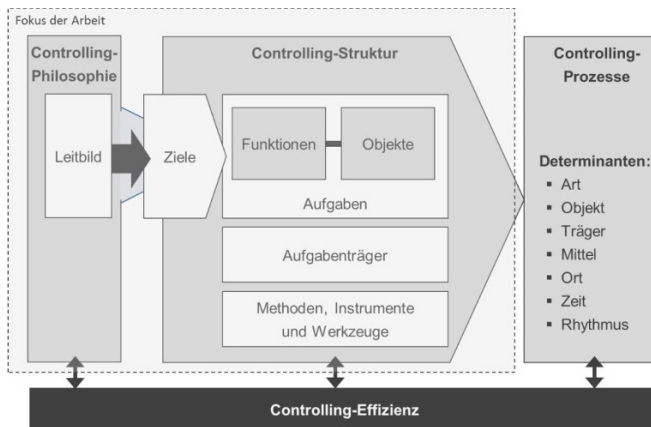 Fokus der Arbeit
Controlling-
Philosophie
Leitbild
Controlling-Struktur
Ziele
Funktionen
Objekte
Aufgaben
Aufgabenträger
Methoden, Instrumente
und Werkzeuge
Controlling-
Prozesse
Determinanten:
▪ Art
▪ Objekt
▪ Träger
▪ Mittel
▪ Ort
▪ Zeit
▪ Rhythmus
Controlling-Effizienz